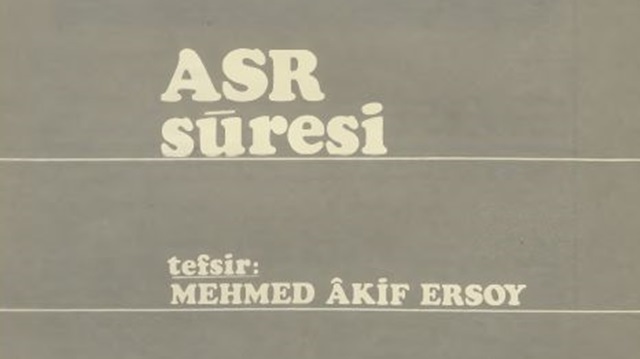 ASR
sūresi
tefsir:
MEHMED ÂKİF ERSOY